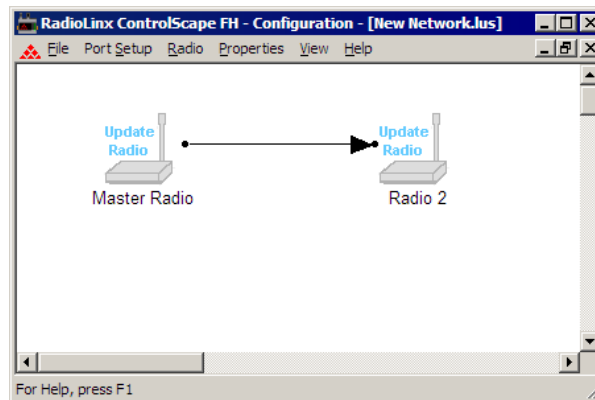 RadioLinx ControlScape FH - Configuration - [New Network.lus]
File Port Setup Radio Properties View Help
Update Radio
Master Radio
Update Radio
Radio 2
For Help, press F1